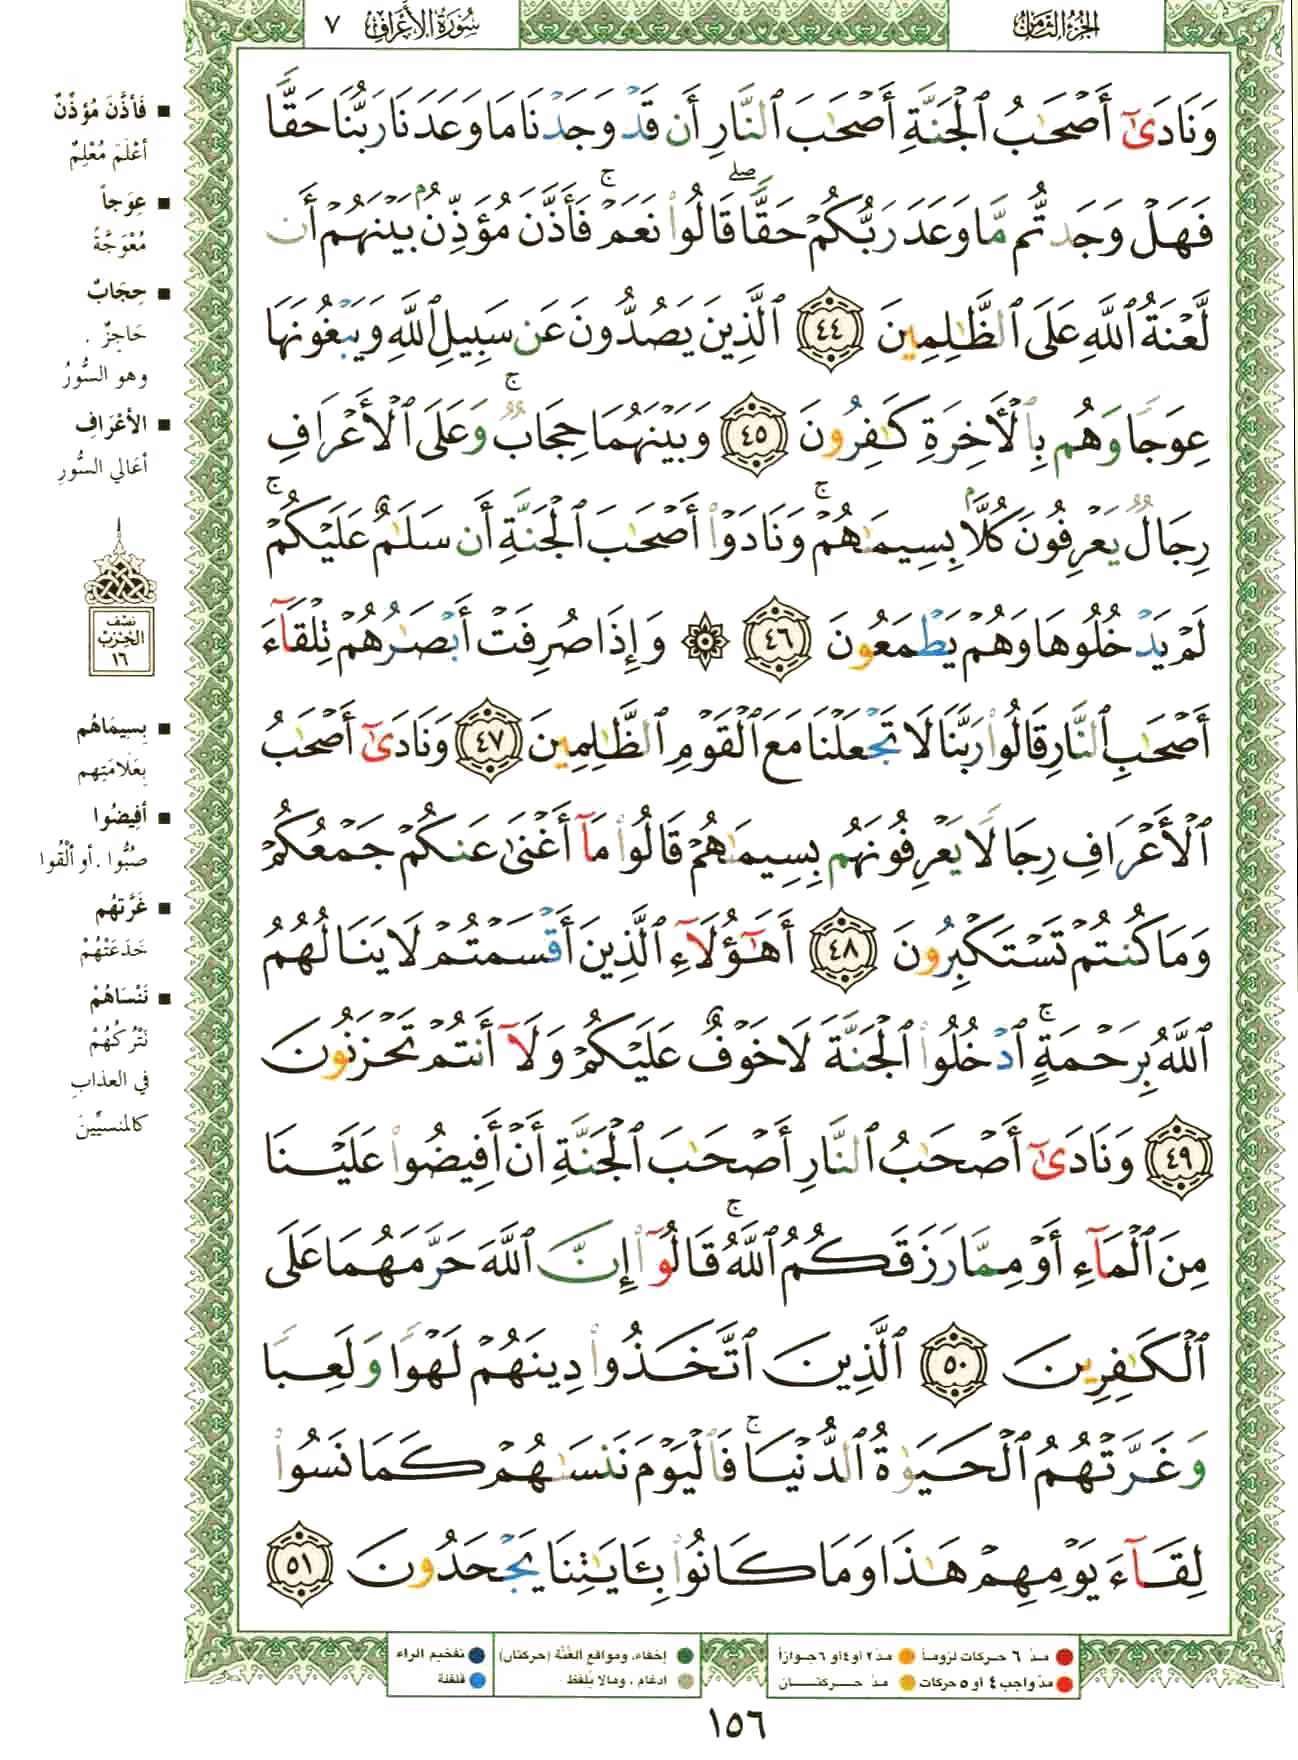 الجزء الثامن
سورة الأعراف ٧
وَنَادَىٰٓ أَصْحَٰبُ ٱلْجَنَّةِ أَصْحَٰبَ ٱلنَّارِ أَن قَدْ وَجَدْنَا مَا وَعَدَنَا رَبُّنَا حَقًّا
فَهَلْ وَجَدتُّم مَّا وَعَدَ رَبُّكُمْ حَقًّا ۖ قَالُوا۟ نَعَمْ ۚ فَأَذَّنَ مُؤَذِّنٌۢ بَيْنَهُمْ أَن
لَّعْنَةُ ٱللَّهِ عَلَى ٱلظَّٰلِمِينَ ٤٤ ٱلَّذِينَ يَصُدُّونَ عَن سَبِيلِ ٱللَّهِ وَيَبْغُونَهَا
عِوَجًا وَهُم بِٱلْأَخِرَةِ كَٰفِرُونَ ٤٥ وَبَيْنَهُمَا حِجَابٌ ۚ وَعَلَى ٱلْأَعْرَافِ
رِجَالٌ يَعْرِفُونَ كُلًّۢا بِسِيمَىٰهُمْ ۚ وَنَادَوْا۟ أَصْحَٰبَ ٱلْجَنَّةِ أَن سَلَٰمٌ عَلَيْكُمْ ۚ
لَمْ يَدْخُلُوهَا وَهُمْ يَطْمَعُونَ ٤٦ ۞ وَإِذَا صُرِفَتْ أَبْصَٰرُهُمْ تِلْقَآءَ
أَصْحَٰبِ ٱلنَّارِ قَالُوا۟ رَبَّنَا لَا تَجْعَلْنَا مَعَ ٱلْقَوْمِ ٱلظَّٰلِمِينَ ٤٧ وَنَادَىٰٓ أَصْحَٰبُ
ٱلْأَعْرَافِ رِجَالًا يَعْرِفُونَهُم بِسِيمَىٰهُمْ قَالُوا۟ مَآ أَغْنَىٰ عَنكُمْ جَمْعُكُمْ
وَمَا كُنتُمْ تَسْتَكْبِرُونَ ٤٨ أَهَٰٓؤُلَآءِ ٱلَّذِينَ أَقْسَمْتُمْ لَا يَنَالُهُمُ
ٱللَّهُ بِرَحْمَةٍ ۚ ٱدْخُلُوا۟ ٱلْجَنَّةَ لَا خَوْفٌ عَلَيْكُمْ وَلَآ أَنتُمْ تَحْزَنُونَ
٤٩ وَنَادَىٰٓ أَصْحَٰبُ ٱلنَّارِ أَصْحَٰبَ ٱلْجَنَّةِ أَنْ أَفِيضُوا۟ عَلَيْنَا
مِنَ ٱلْمَآءِ أَوْ مِمَّا رَزَقَكُمُ ٱللَّهُ ۚ قَالُوٓا۟ إِنَّ ٱللَّهَ حَرَّمَهُمَا عَلَى
ٱلْكَٰفِرِينَ ٥٠ ٱلَّذِينَ ٱتَّخَذُوا۟ دِينَهُمْ لَهْوًا وَلَعِبًا
وَغَرَّتْهُمُ ٱلْحَيَوٰةُ ٱلدُّنْيَا ۚ فَٱلْيَوْمَ نَنسَىٰهُمْ كَمَا نَسُوا۟
لِقَآءَ يَوْمِهِمْ هَٰذَا وَمَا كَانُوا۟ بِـَٔايَٰتِنَا يَجْحَدُونَ ٥١
■ فَأَذَّنَ مُؤَذِّنٌ
أَعْلَمَ مُعْلِمٌ
■ عِوَجاً
مُعْوَجَّةً
■ حِجَابٌ
حَاجِزٌ .
وهو السُّورُ
■ الأَعْرَافِ
أعَالي السُّورِ
نصف
الحزب
١٦
■ بِسِيمَاهُم
بِعَلَامَتِهِم
■ أفِيضُوا
صُبُّوا . أو ألْقُوا
■ غَرَّتهُم
خَدَعَتْهُمْ
■ نَنْسَاهُمْ
نَتْرُكُهُمْ
في العذابِ
كالمنسيِّينَ
مدّ ٦ حركات لزوماً مدّ ٢ أو ٤ أو ٦ جوازاً
مدّ واجب ٤ أو ٥ حركات مدّ حركتان
إخفاء، ومواقع الغُنَّة (حركتان)
ادغام ، ومالا يُلفَظ
تفخيم الراء
قلقلة
١٥٦